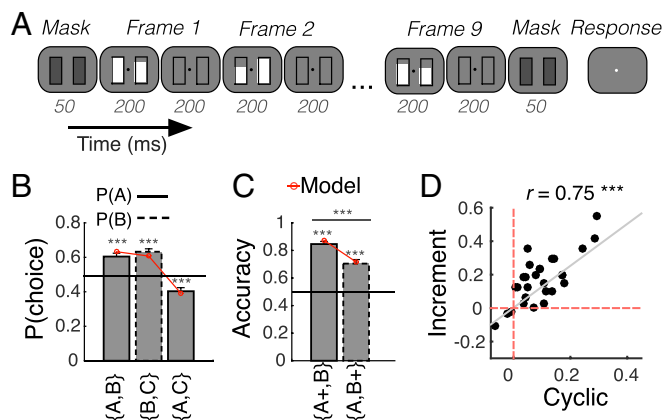 A
Mask Frame 1 Frame 2 Frame 9 Mask Response
...
50 200 200 200 200 200 200 50
Time (ms)
B
P(A)
P(B)
P(choice)
0.8
0.6
0.4
0.2
0
***
***
***
{A,B}
{B,C}
{A,C}
C
Model
Accuracy
1
0.8
0.6
0.4
0.2
0
***
***
***
{A+,B}
{A,B+}
D
r = 0.75 ***
Increment
0.6
0.4
0.2
0
-0.2
0 0.2 0.4
Cyclic